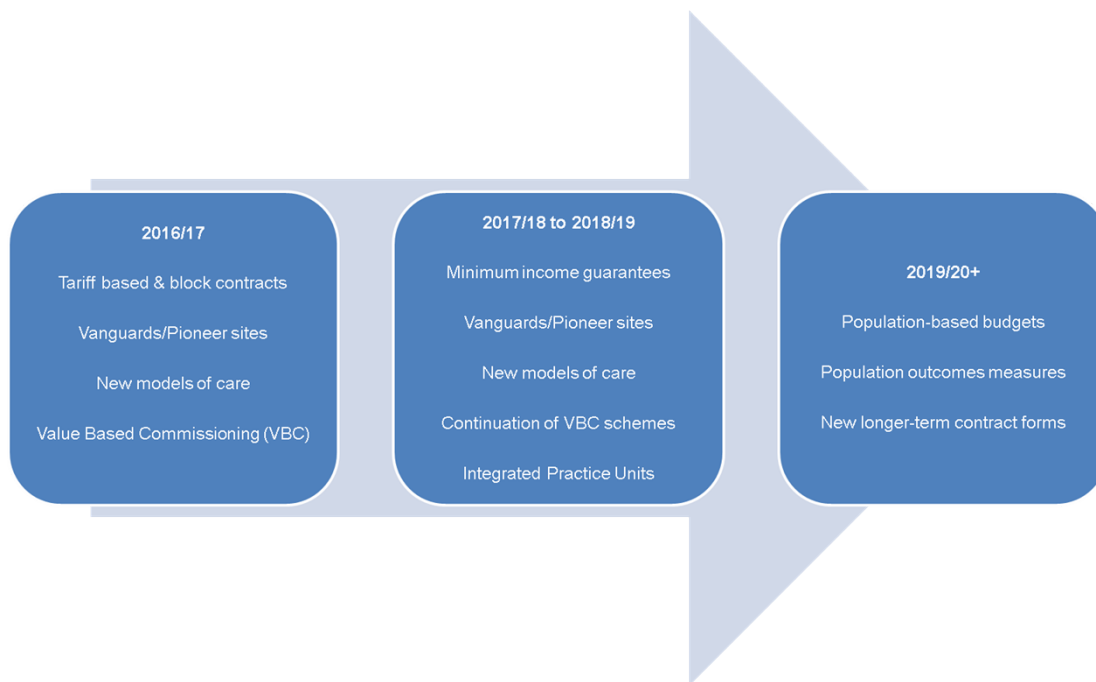 2016/17
Tariff based & block contracts
Vanguards/Pioneer sites
New models of care
Value Based Commissioning (VBC)
2017/18 to 2018/19
Minimum income guarantees
Vanguards/Pioneer sites
New models of care
Continuation of VBC schemes
Integrated Practice Units
2019/20+
Population-based budgets
Population outcomes measures
New longer-term contract forms